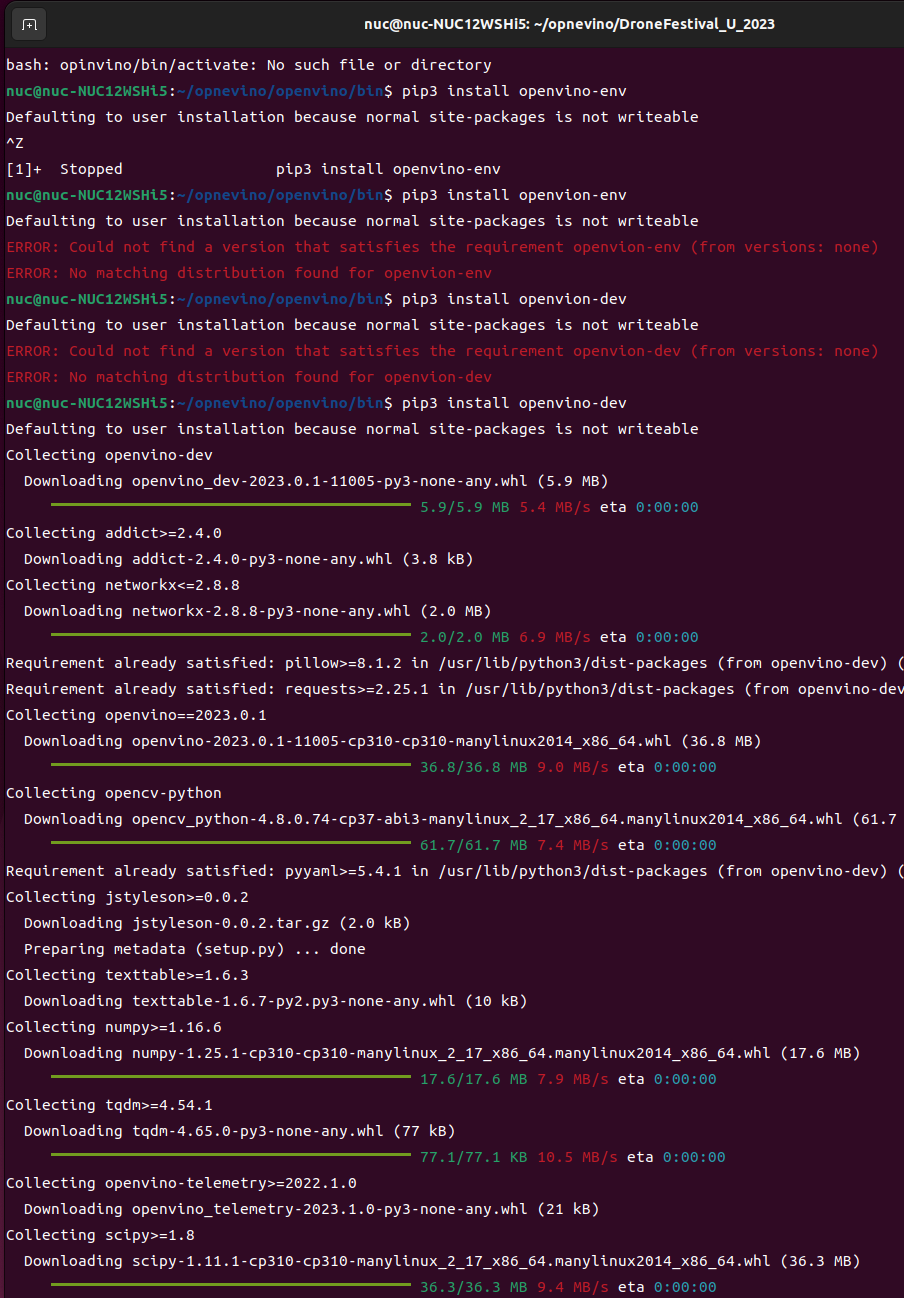 nuc@nuc-NUC12WSHi5: ~/opnevino/DroneFestival_U_2023
bash: opinvino/bin/activate: No such file or directory
nuc@nuc-NUC12WSHi5:~/opnevino/openvino/bin$ pip3 install openvino-env
Defaulting to user installation because normal site-packages is not writeable
^Z
[1]+  Stopped                 pip3 install openvino-env
nuc@nuc-NUC12WSHi5:~/opnevino/openvino/bin$ pip3 install openvion-env
Defaulting to user installation because normal site-packages is not writeable
ERROR: Could not find a version that satisfies the requirement openvion-env (from versions: none)
ERROR: No matching distribution found for openvion-env
nuc@nuc-NUC12WSHi5:~/opnevino/openvino/bin$ pip3 install openvion-dev
Defaulting to user installation because normal site-packages is not writeable
ERROR: Could not find a version that satisfies the requirement openvion-dev (from versions: none)
ERROR: No matching distribution found for openvion-dev
nuc@nuc-NUC12WSHi5:~/opnevino/openvino/bin$ pip3 install openvino-dev
Defaulting to user installation because normal site-packages is not writeable
Collecting openvino-dev
  Downloading openvino_dev-2023.0.1-11005-py3-none-any.whl (5.9 MB)
5.9/5.9 MB 5.4 MB/s eta 0:00:00
Collecting addict>=2.4.0
  Downloading addict-2.4.0-py3-none-any.whl (3.8 kB)
Collecting networkx<=2.8.8
  Downloading networkx-2.8.8-py3-none-any.whl (2.0 MB)
2.0/2.0 MB 6.9 MB/s eta 0:00:00
Requirement already satisfied: pillow>=8.1.2 in /usr/lib/python3/dist-packages (from openvino-dev) (
Requirement already satisfied: requests>=2.25.1 in /usr/lib/python3/dist-packages (from openvino-dev
Collecting openvino==2023.0.1
  Downloading openvino-2023.0.1-11005-cp310-cp310-manylinux2014_x86_64.whl (36.8 MB)
36.8/36.8 MB 9.0 MB/s eta 0:00:00
Collecting opencv-python
  Downloading opencv_python-4.8.0.74-cp37-abi3-manylinux_2_17_x86_64.manylinux2014_x86_64.whl (61.7
61.7/61.7 MB 7.4 MB/s eta 0:00:00
Requirement already satisfied: pyyaml>=5.4.1 in /usr/lib/python3/dist-packages (from openvino-dev) (
Collecting jstyleson>=0.0.2
  Downloading jstyleson-0.0.2.tar.gz (2.0 kB)
  Preparing metadata (setup.py) ... done
Collecting texttable>=1.6.3
  Downloading texttable-1.6.7-py2.py3-none-any.whl (10 kB)
Collecting numpy>=1.16.6
  Downloading numpy-1.25.1-cp310-cp310-manylinux_2_17_x86_64.manylinux2014_x86_64.whl (17.6 MB)
17.6/17.6 MB 7.9 MB/s eta 0:00:00
Collecting tqdm>=4.54.1
  Downloading tqdm-4.65.0-py3-none-any.whl (77 kB)
77.1/77.1 KB 10.5 MB/s eta 0:00:00
Collecting openvino-telemetry>=2022.1.0
  Downloading openvino_telemetry-2023.1.0-py3-none-any.whl (21 kB)
Collecting scipy>=1.8
  Downloading scipy-1.11.1-cp310-cp310-manylinux_2_17_x86_64.manylinux2014_x86_64.whl (36.3 MB)
36.3/36.3 MB 9.4 MB/s eta 0:00:00